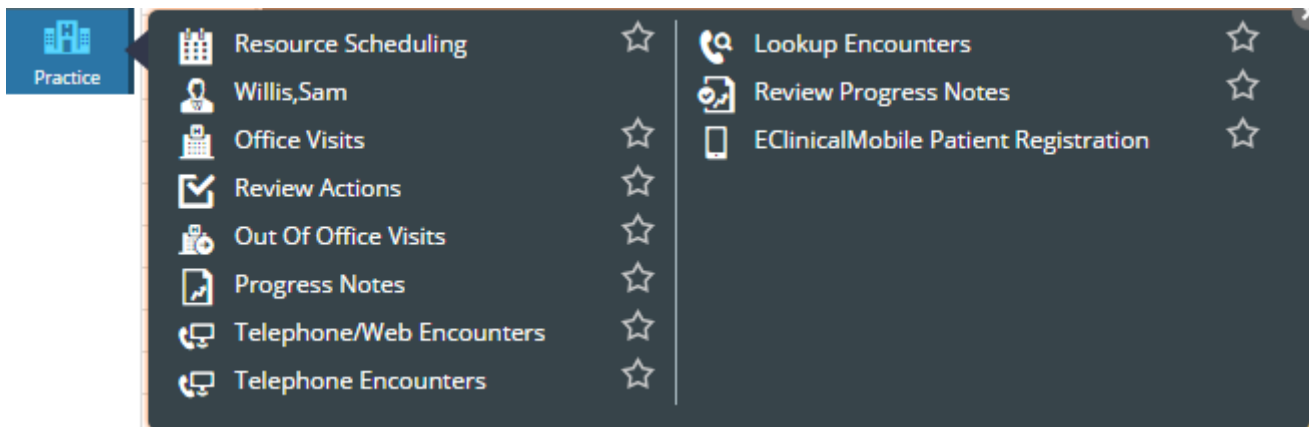 Practice
Resource Scheduling
Willis,Sam
Office Visits
Review Actions
Out Of Office Visits
Progress Notes
Telephone/Web Encounters
Telephone Encounters
Lookup Encounters
Review Progress Notes
EClinicalMobile Patient Registration